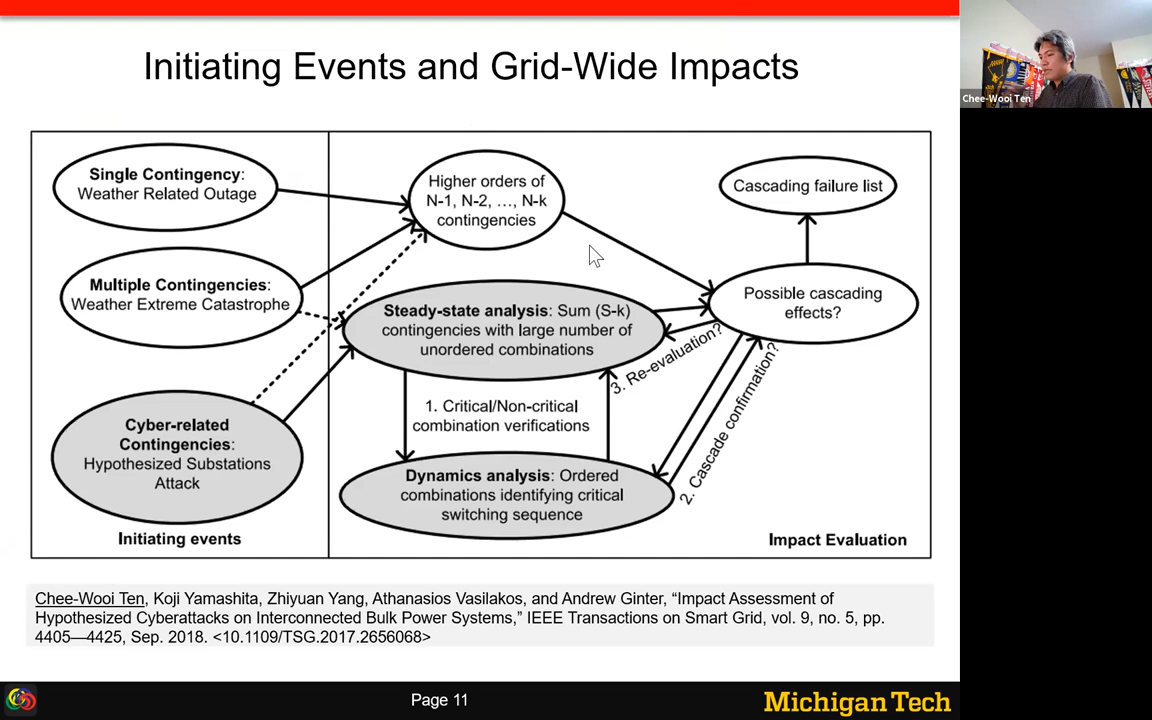 Initiating Events and Grid-Wide Impacts
Chee-Wooi Ten
Single Contingency:
Weather Related Outage
Multiple Contingencies:
Weather Extreme Catastrophe
Cyber-related
Contingencies:
Hypothesized Substations
Attack
Initiating events
Higher orders of
N-1, N-2, ..., N-k
contingencies
Steady-state analysis: Sum (S-k)
contingencies with large number of
unordered combinations
1. Critical/Non-critical
combination verifications
Dynamics analysis: Ordered
combinations identifying critical
switching sequence
Cascading failure list
Possible cascading
effects?
3. Re-evaluation?
2. Cascade confirmation?
Impact Evaluation
Chee-Wooi Ten, Koji Yamashita, Zhiyuan Yang, Athanasios Vasilakos, and Andrew Ginter, “Impact Assessment of
Hypothesized Cyberattacks on Interconnected Bulk Power Systems,” IEEE Transactions on Smart Grid, vol. 9, no. 5, pp.
4405—4425, Sep. 2018. <10.1109/TSG.2017.2656068>
Page 11
Michigan Tech